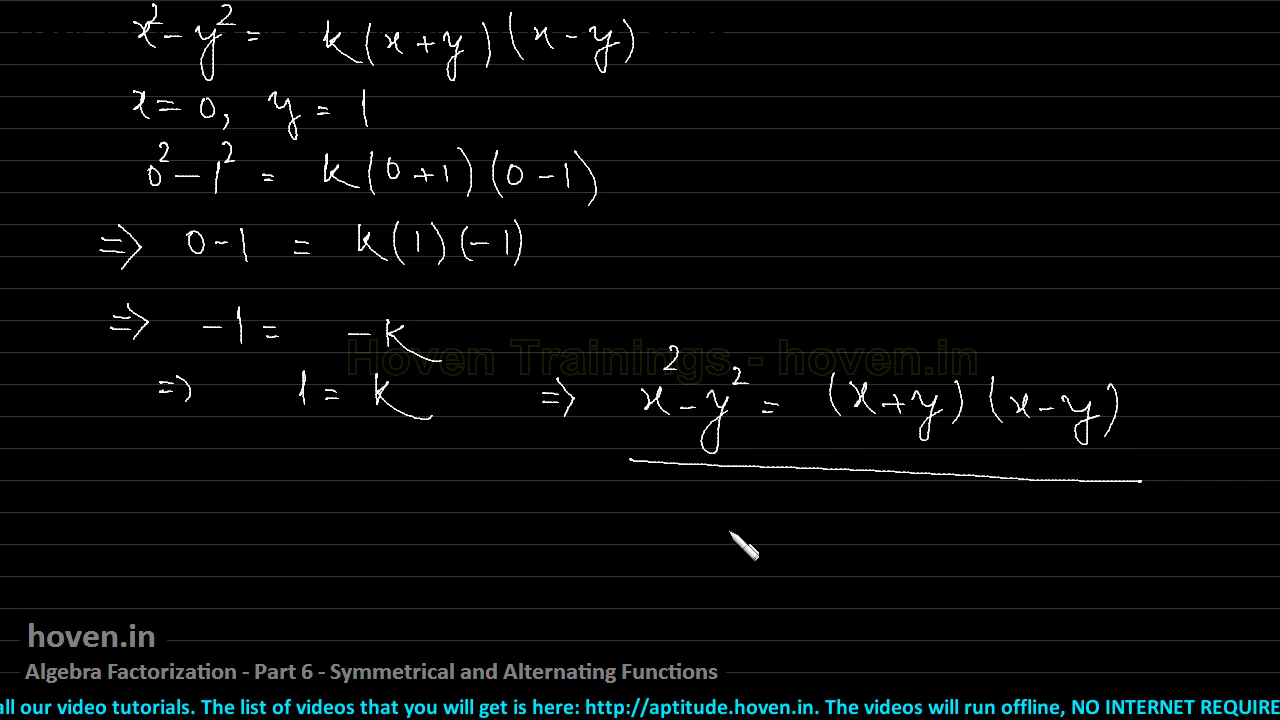 x² - y² = k(x + y)(x - y)
x = 0, y = 1
0² - 1² = k(0 + 1)(0 - 1)
=> 0 - 1 = k(1)(-1)
=> -1 = -k
Hoven Trainings - hoven.in
=> 1 = k => x² - y² = (x + y)(x - y)
hoven.in
Algebra Factorization - Part 6 - Symmetrical and Alternating Functions
all our video tutorials. The list of videos that you will get is here: http://aptitude.hoven.in. The videos will run offline, NO INTERNET REQUIRE